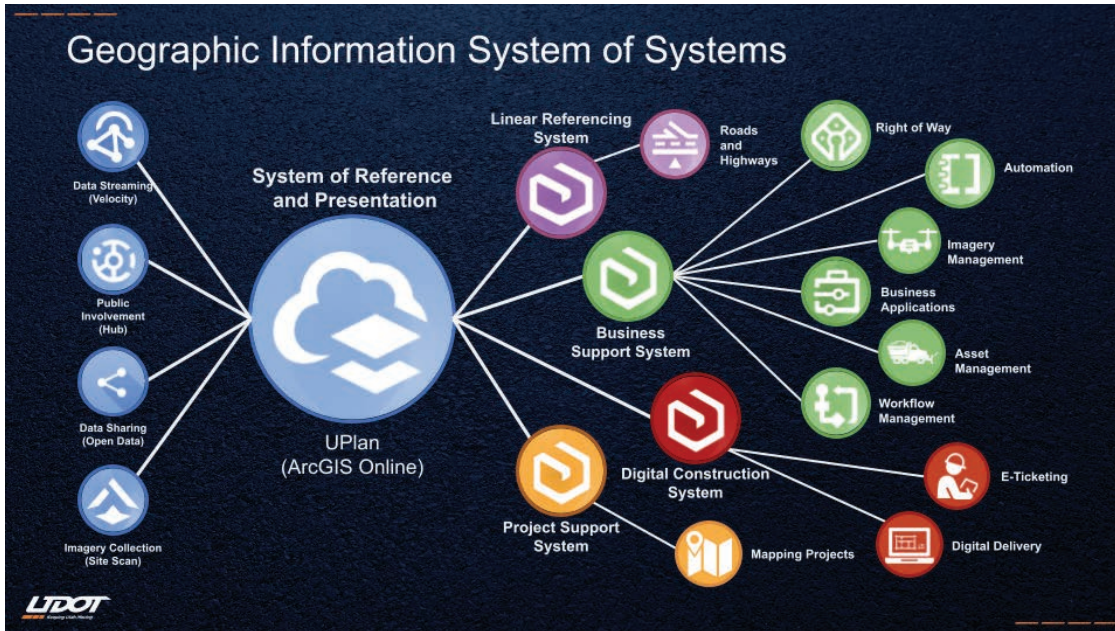 Geographic Information System of Systems
Data Streaming
(Velocity)
Public
Involvement
(Hub)
Data Sharing
(Open Data)
Imagery Collection
(Site Scan)
System of Reference
and Presentation
UPlan
(ArcGIS Online)
Linear Referencing
System
Roads
and
Highways
Business
Support System
Right of Way
Automation
Imagery
Management
Business
Applications
Asset
Management
Workflow
Management
Digital Construction
System
E-Ticketing
Digital Delivery
Project Support
System
Mapping Projects
UDOT
Keeping Utah Moving